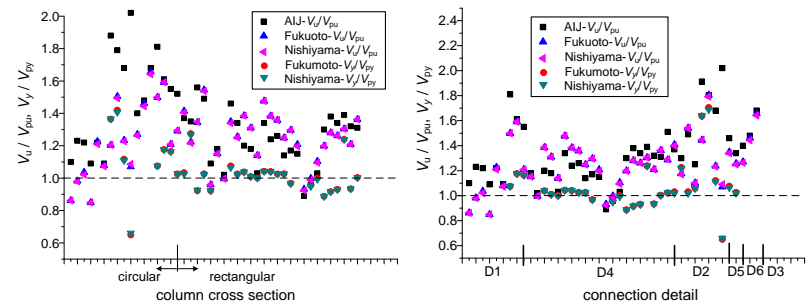 V_u / V_pu, V_y / V_py
2.0
1.8
1.6
1.4
1.2
1.0
0.8
0.6
AIJ-V_u/V_pu
Fukuoto-V_u/V_pu
Nishiyama-V_u/V_pu
Fukumoto-V_y/V_py
Nishiyama-V_y/V_py
circular
rectangular
column cross section
V_u / V_pu, V_y / V_py
2.4
2.2
2.0
1.8
1.6
1.4
1.2
1.0
0.8
0.6
AIJ-V_u/V_pu
Fukuoto-V_u/V_pu
Nishiyama-V_u/V_pu
Fukumoto-V_y/V_py
Nishiyama-V_y/V_py
D1
D4
D2
D5
D6
D3
connection detail